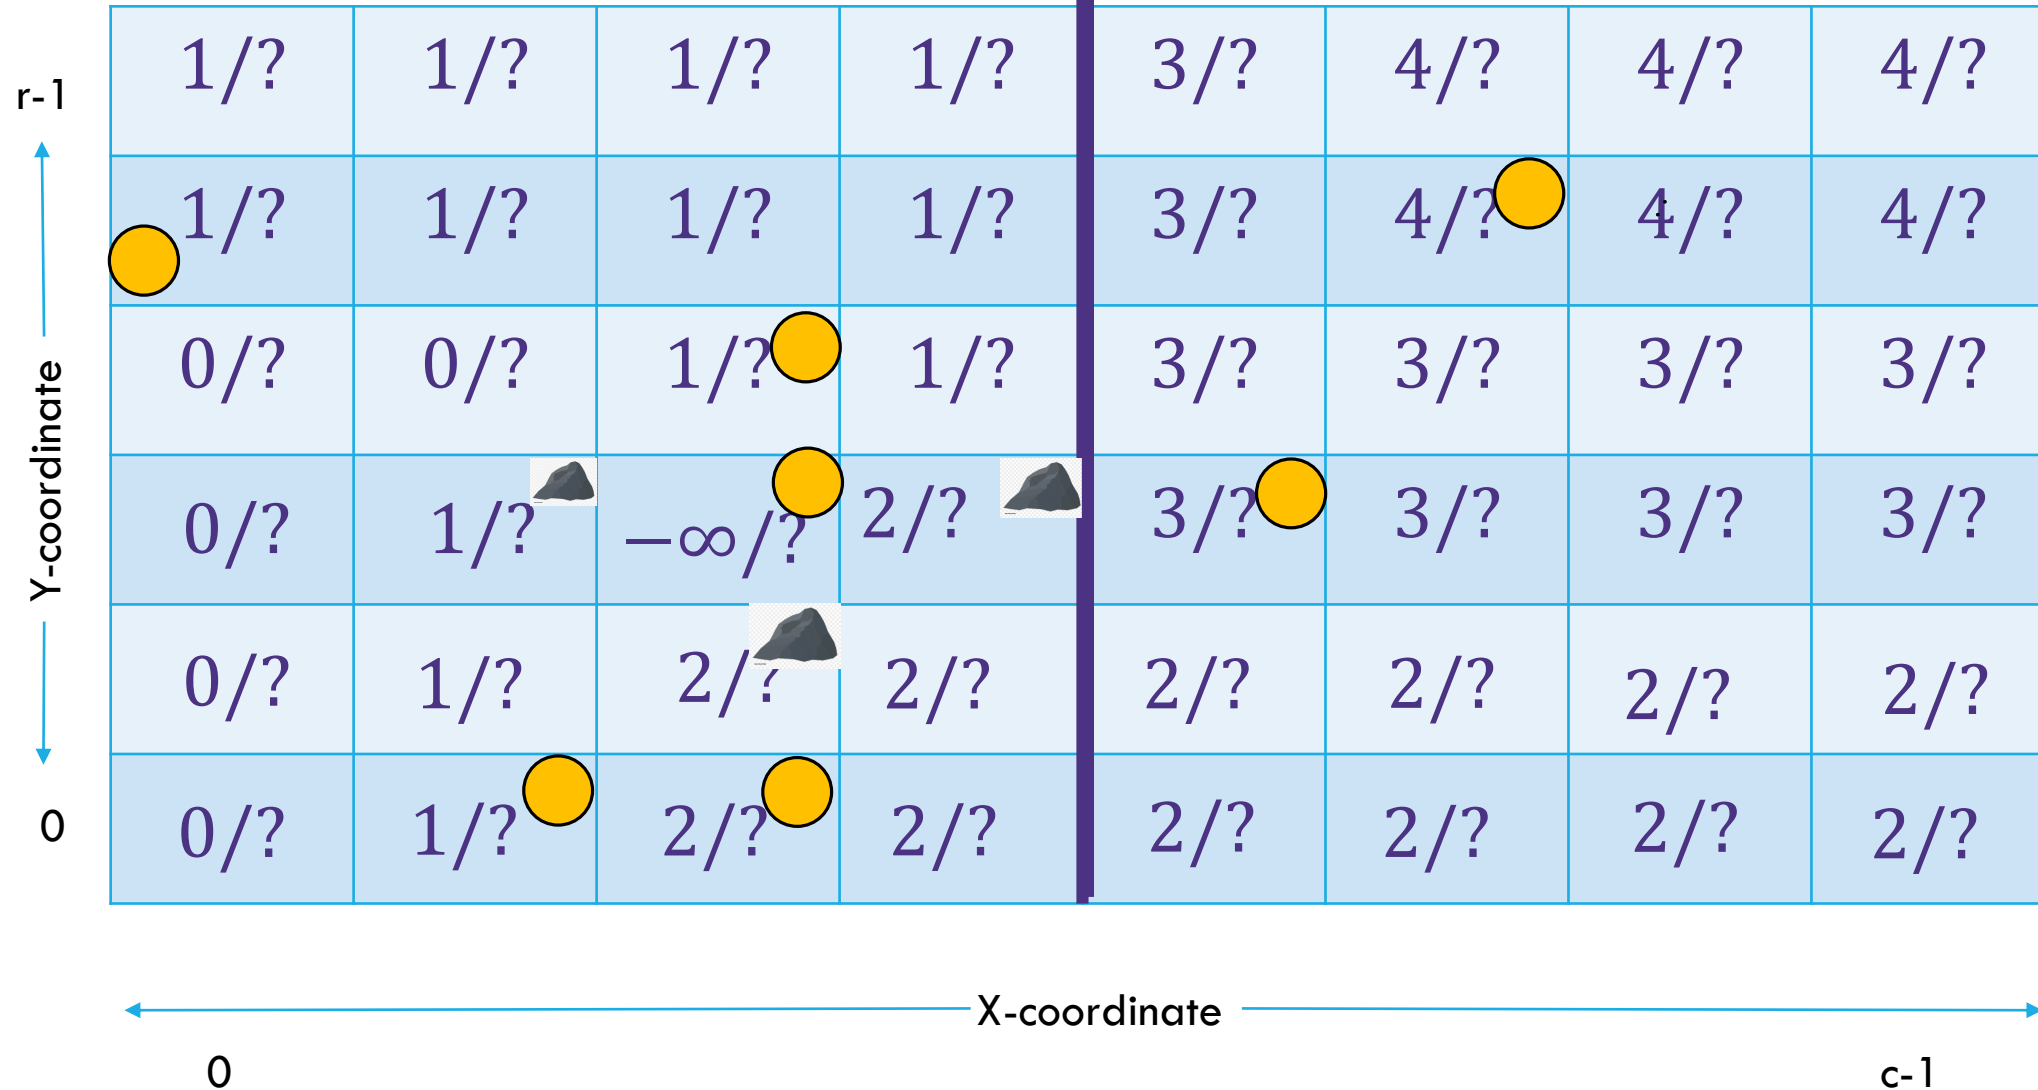 r-1
1/? 1/? 1/? 1/? 3/? 4/? 4/? 4/?
1/? 1/? 1/? 1/? 3/? 4/? 4/? 4/?
0/? 0/? 1/? 1/? 3/? 3/? 3/? 3/?
Y-coordinate
0/? 1/? −∞/? 2/? 3/? 3/? 3/? 3/?
0/? 1/? 2/? 2/? 2/? 2/? 2/? 2/?
0
0/? 1/? 2/? 2/? 2/? 2/? 2/? 2/?
X-coordinate
0
c-1